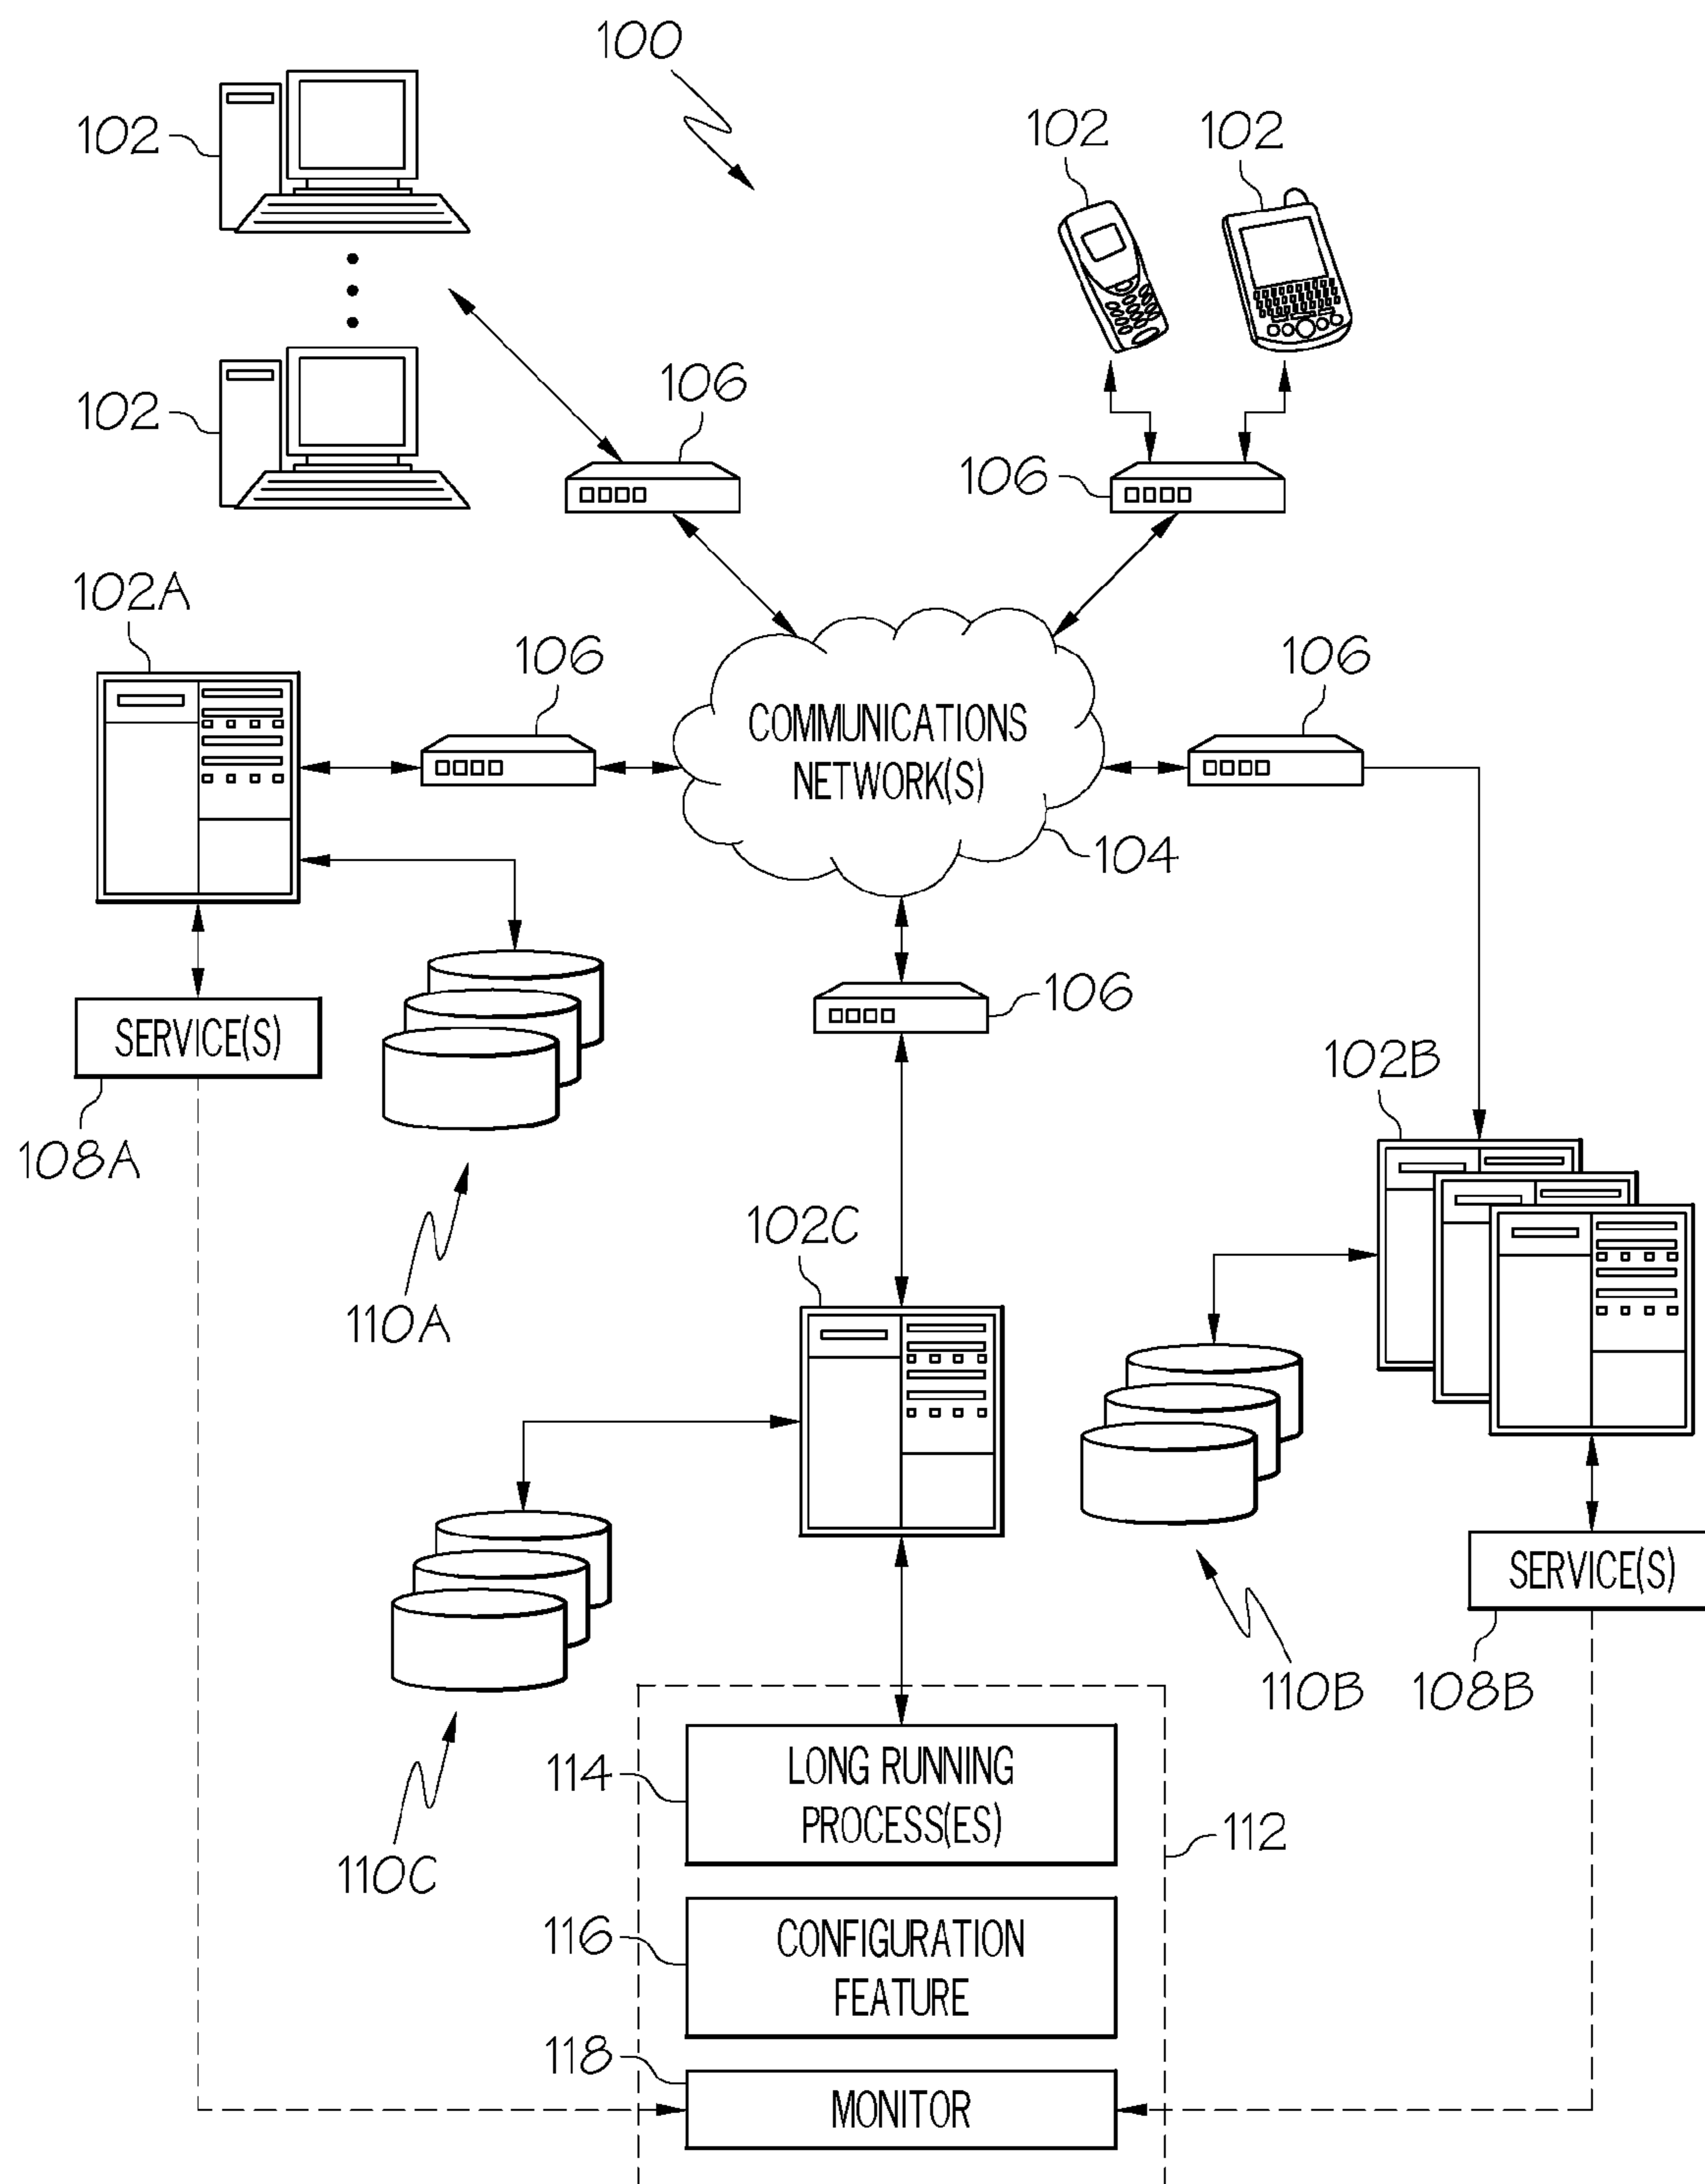 100
102
102
102
102
106
106
102A
106
106
COMMUNICATIONS
NETWORK(S)
104
106
SERVICE(S)
102B
108A
102C
110A
SERVICE(S)
110B
108B
114
LONG RUNNING
PROCESS(ES)
112
110C
116
CONFIGURATION
FEATURE
118
MONITOR